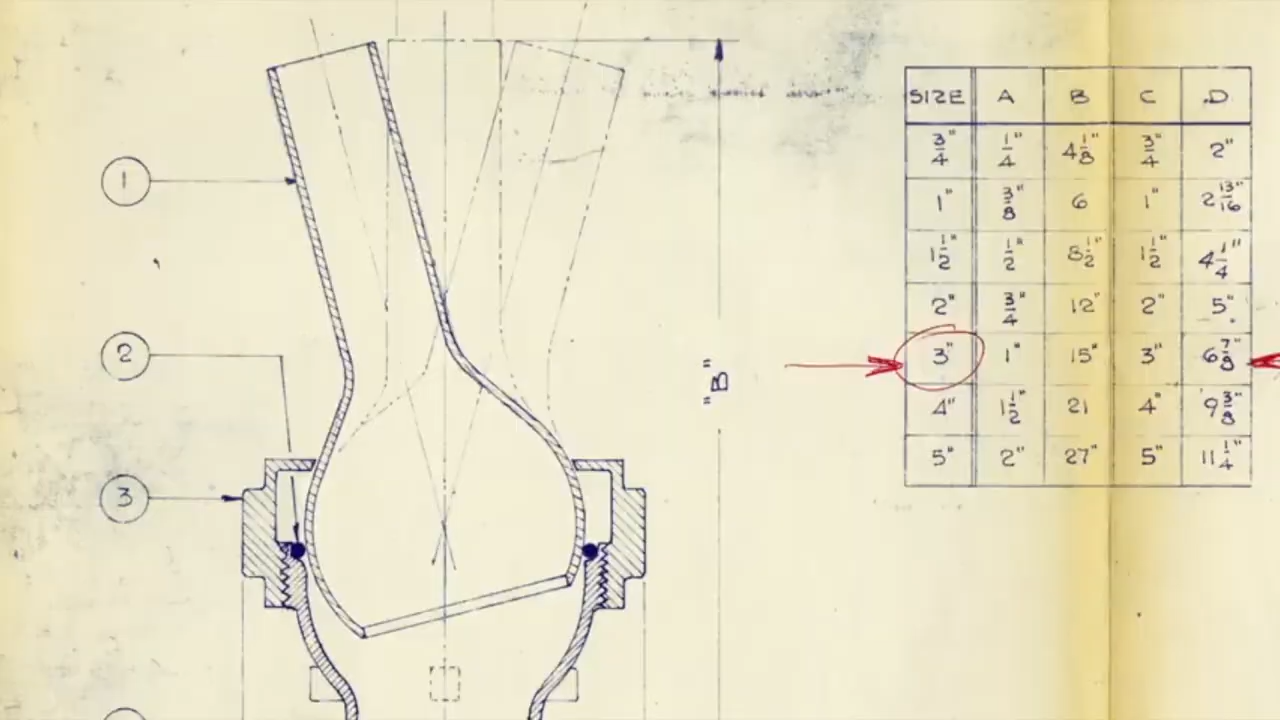 1
2
3
"B"
SIZE A B C D
3/4" 1/4" 4 1/8" 3/4" 2"
1" 3/8" 6 1" 2 13/16"
1 1/2" 1/2" 8 1/2" 1 1/2" 4 1/4"
2" 3/4" 12" 2" 5"
3" 1" 15" 3" 6 7/8"
4" 1 1/2" 21 4" 9 3/8"
5" 2" 27" 5" 11 1/4"